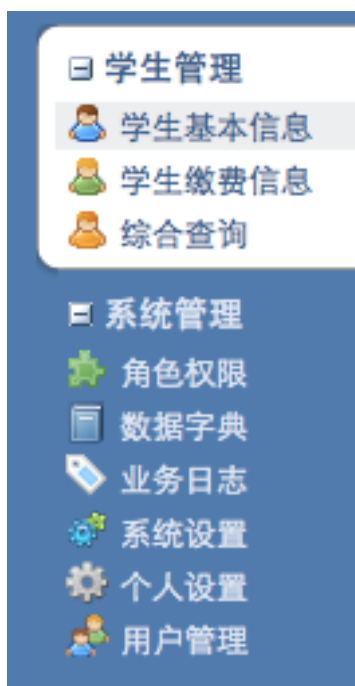 学生管理
学生基本信息
学生缴费信息
综合查询
系统管理
角色权限
数据字典
业务日志
系统设置
个人设置
用户管理